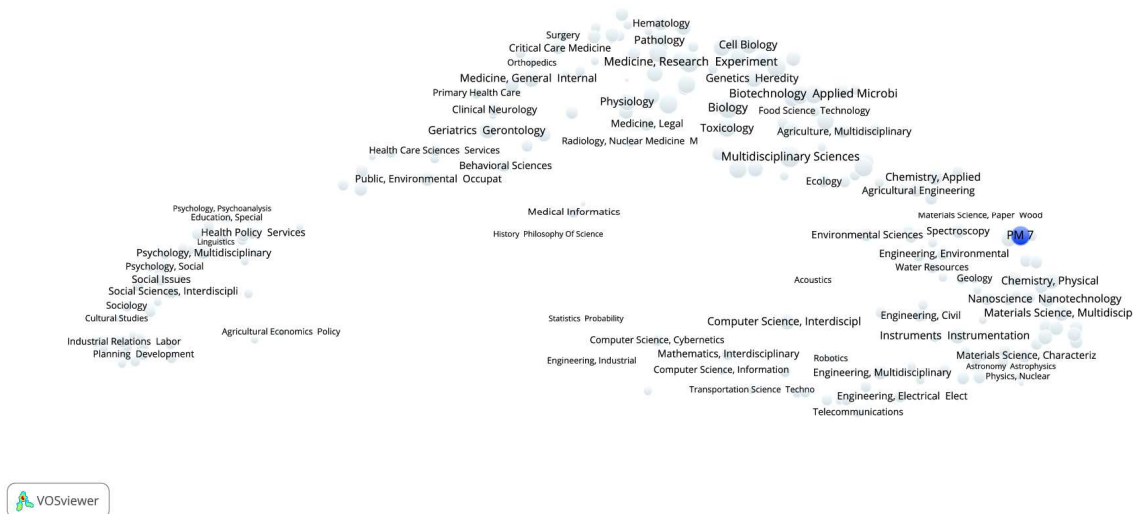 Hematology
Surgery
Pathology
Cell Biology
Critical Care Medicine
Orthopedics
Medicine, Research Experiment
Medicine, General Internal
Genetics Heredity
Primary Health Care
Biotechnology Applied Microbi
Physiology
Clinical Neurology
Biology
Food Science Technology
Medicine, Legal
Geriatrics Gerontology
Toxicology
Agriculture, Multidisciplinary
Radiology, Nuclear Medicine M
Health Care Sciences Services
Multidisciplinary Sciences
Behavioral Sciences
Public, Environmental Occupat
Ecology
Chemistry, Applied
Agricultural Engineering
Psychology, Psychoanalysis
Education, Special
Medical Informatics
Materials Science, Paper Wood
Health Policy Services
History Philosophy Of Science
Environmental Sciences
Spectroscopy
PM 7
Linguistics
Psychology, Multidisciplinary
Engineering, Environmental
Psychology, Social
Water Resources
Social Issues
Acoustics
Geology
Chemistry, Physical
Social Sciences, Interdiscipli
Nanoscience Nanotechnology
Sociology
Materials Science, Multidiscip
Cultural Studies
Statistics Probability
Computer Science, Interdiscipl
Engineering, Civil
Agricultural Economics Policy
Instruments Instrumentation
Industrial Relations Labor
Computer Science, Cybernetics
Planning Development
Mathematics, Interdisciplinary
Materials Science, Characteriz
Engineering, Industrial
Robotics
Astronomy Astrophysics
Computer Science, Information
Engineering, Multidisciplinary
Physics, Nuclear
Transportation Science Techno
Engineering, Electrical Elect
Telecommunications
VOSviewer